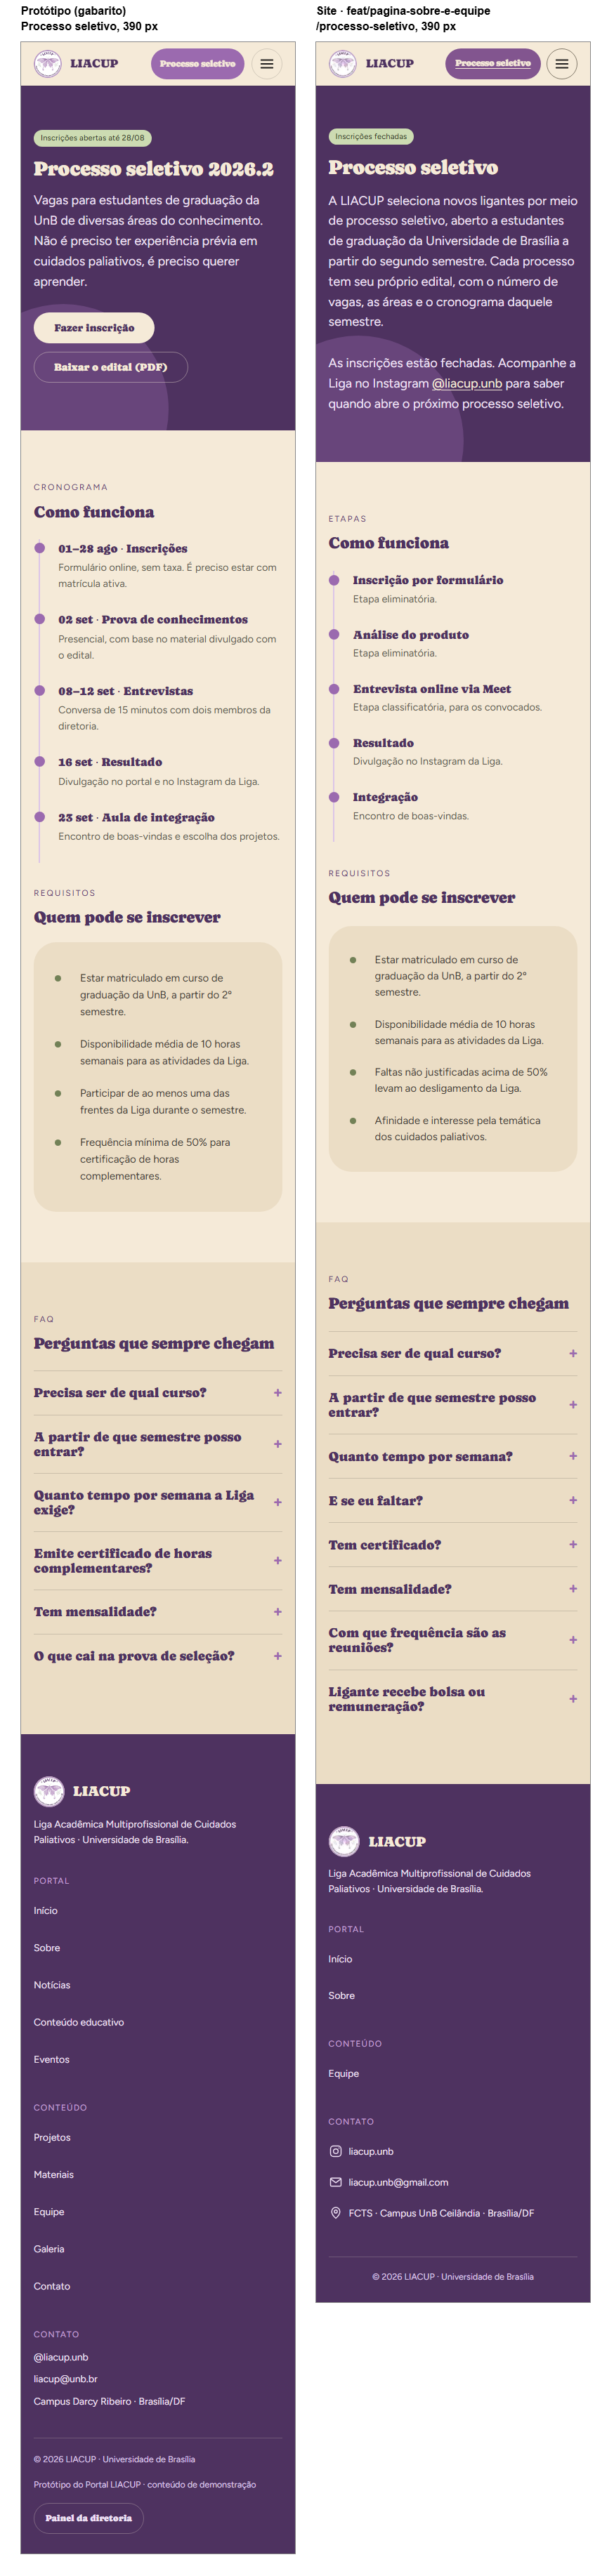 Protótipo (gabarito)
Processo seletivo, 390 px
LIACUP
Processo seletivo
Inscrições abertas até 28/08
Processo seletivo 2026.2
Vagas para estudantes de graduação da
UnB de diversas áreas do conhecimento.
Não é preciso ter experiência prévia em
cuidados paliativos, é preciso querer
aprender.
Fazer inscrição
Baixar o edital (PDF)
CRONOGRAMA
Como funciona
01–28 ago · Inscrições
Formulário online, sem taxa. É preciso estar com
matrícula ativa.
02 set · Prova de conhecimentos
Presencial, com base no material divulgado com
o edital.
08–12 set · Entrevistas
Conversa de 15 minutos com dois membros da
diretoria.
16 set · Resultado
Divulgação no portal e no Instagram da Liga.
23 set · Aula de integração
Encontro de boas-vindas e escolha dos projetos.
REQUISITOS
Quem pode se inscrever
Estar matriculado em curso de
graduação da UnB, a partir do 2º
semestre.
Disponibilidade média de 10 horas
semanais para as atividades da Liga.
Participar de ao menos uma das
frentes da Liga durante o semestre.
Frequência mínima de 50% para
certificação de horas
complementares.
FAQ
Perguntas que sempre chegam
Precisa ser de qual curso? +
A partir de que semestre posso
entrar? +
Quanto tempo por semana a Liga
exige? +
Emite certificado de horas
complementares? +
Tem mensalidade? +
O que cai na prova de seleção? +
LIACUP
Liga Acadêmica Multiprofissional de Cuidados
Paliativos · Universidade de Brasília.
PORTAL
Início
Sobre
Notícias
Conteúdo educativo
Eventos
CONTEÚDO
Projetos
Materiais
Equipe
Galeria
Contato
CONTATO
@liacup.unb
liacup@unb.br
Campus Darcy Ribeiro · Brasília/DF
© 2026 LIACUP · Universidade de Brasília
Protótipo do Portal LIACUP · conteúdo de demonstração
Painel da diretoria
Site · feat/pagina-sobre-e-equipe
/processo-seletivo, 390 px
LIACUP
Processo seletivo
Inscrições fechadas
Processo seletivo
A LIACUP seleciona novos ligantes por meio
de processo seletivo, aberto a estudantes
de graduação da Universidade de Brasília a
partir do segundo semestre. Cada processo
tem seu próprio edital, com o número de
vagas, as áreas e o cronograma daquele
semestre.
As inscrições estão fechadas. Acompanhe a
Liga no Instagram @liacup.unb para saber
quando abre o próximo processo seletivo.
ETAPAS
Como funciona
Inscrição por formulário
Etapa eliminatória.
Análise do produto
Etapa eliminatória.
Entrevista online via Meet
Etapa classificatória, para os convocados.
Resultado
Divulgação no Instagram da Liga.
Integração
Encontro de boas-vindas.
REQUISITOS
Quem pode se inscrever
Estar matriculado em curso de
graduação da UnB, a partir do 2º
semestre.
Disponibilidade média de 10 horas
semanais para as atividades da Liga.
Faltas não justificadas acima de 50%
levam ao desligamento da Liga.
Afinidade e interesse pela temática
dos cuidados paliativos.
FAQ
Perguntas que sempre chegam
Precisa ser de qual curso? +
A partir de que semestre posso
entrar? +
Quanto tempo por semana? +
E se eu faltar? +
Tem certificado? +
Tem mensalidade? +
Com que frequência são as
reuniões? +
Ligante recebe bolsa ou
remuneração? +
LIACUP
Liga Acadêmica Multiprofissional de Cuidados
Paliativos · Universidade de Brasília.
PORTAL
Início
Sobre
CONTEÚDO
Equipe
CONTATO
liacup.unb
liacup.unb@gmail.com
FCTS · Campus UnB Ceilândia · Brasília/DF
© 2026 LIACUP · Universidade de Brasília